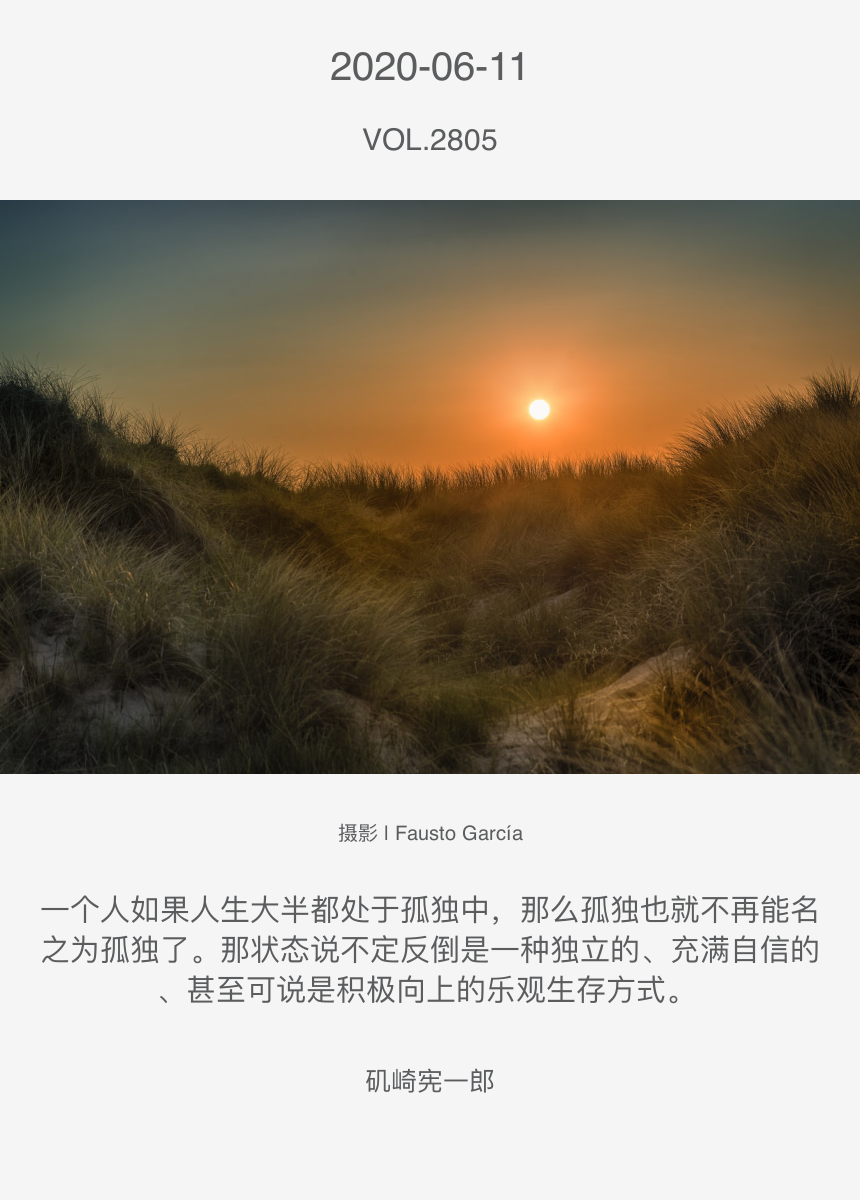 2020-06-11
VOL.2805
摄影 l Fausto García
一个人如果人生大半都处于孤独中，那么孤独也就不再能名
之为孤独了。那状态说不定反倒是一种独立的、充满自信的
、甚至可说是积极向上的乐观生存方式。
矶崎宪一郎